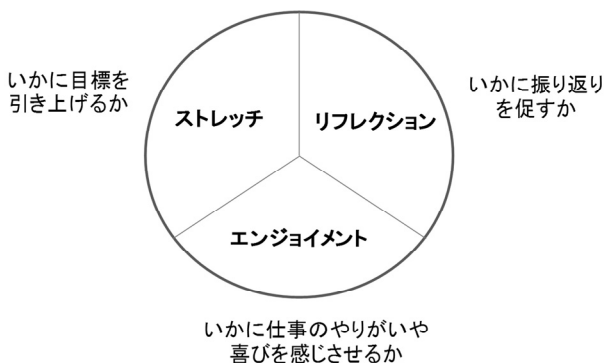 いかに目標を
引き上げるか
ストレッチ
リフレクション
いかに振り返り
を促すか
エンジョイメント
いかに仕事のやりがいや
喜びを感じさせるか